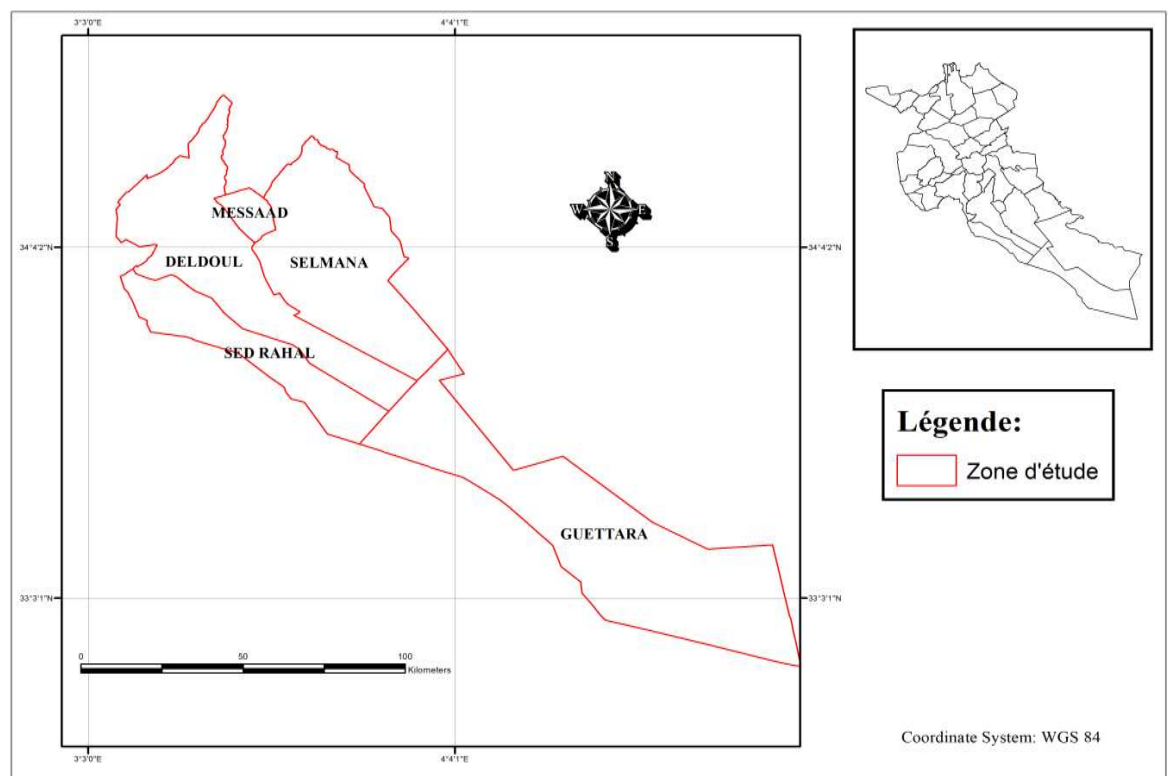 3°3'0"E 4°4'1"E
N
W E
S
MESSAAD
34°4'2"N 34°4'2"N
DELDOUL SELMANA
SED RAHAL
Légende:
Zone d'étude
GUETTARA
33°3'1"N 33°3'1"N
0 50 100
Kilometers
Coordinate System: WGS 84
3°3'0"E 4°4'1"E